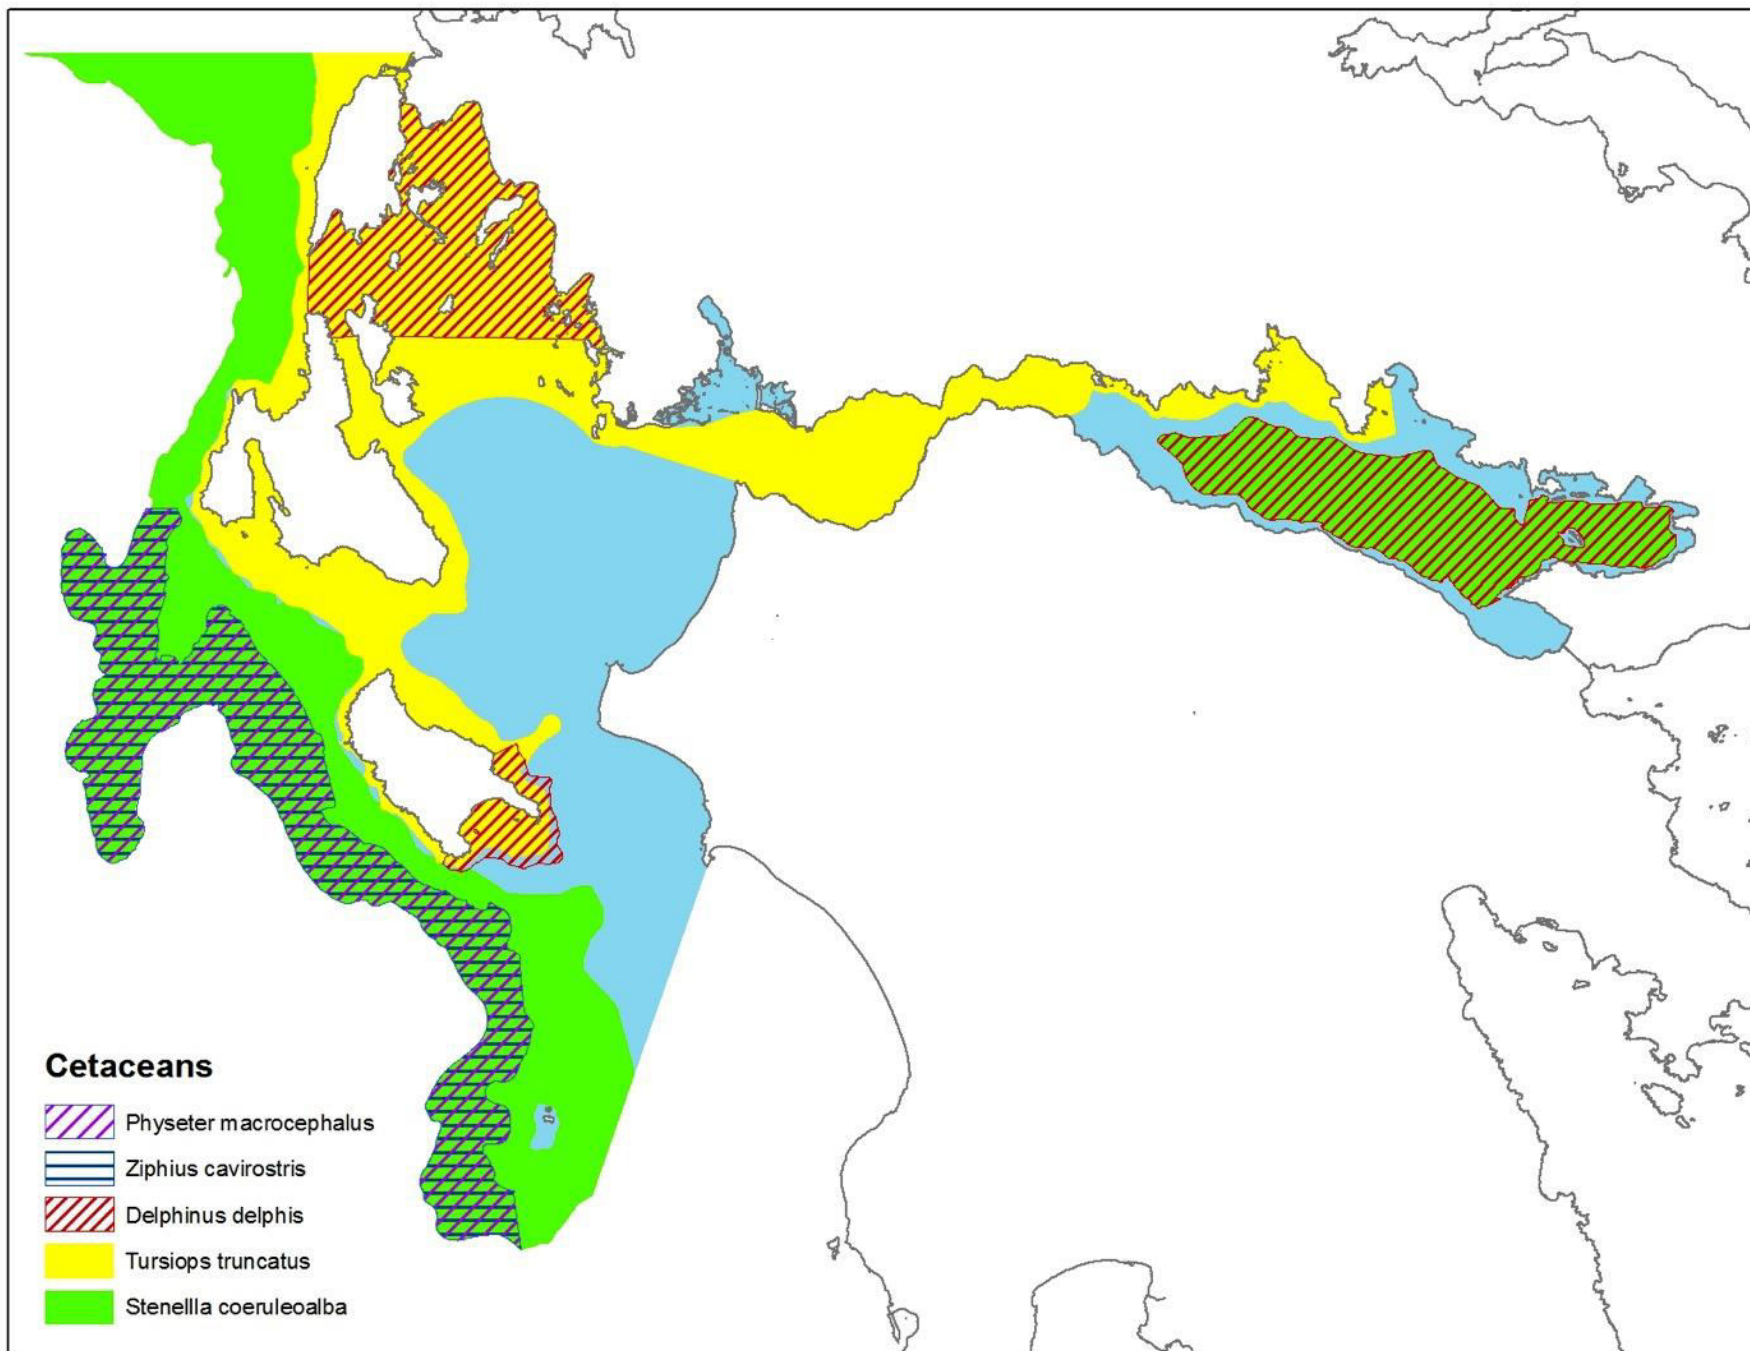 Cetaceans
Physeter macrocephalus
Ziphius cavirostris
Delphinus delphis
Tursiops truncatus
Stenellla coeruleoalba